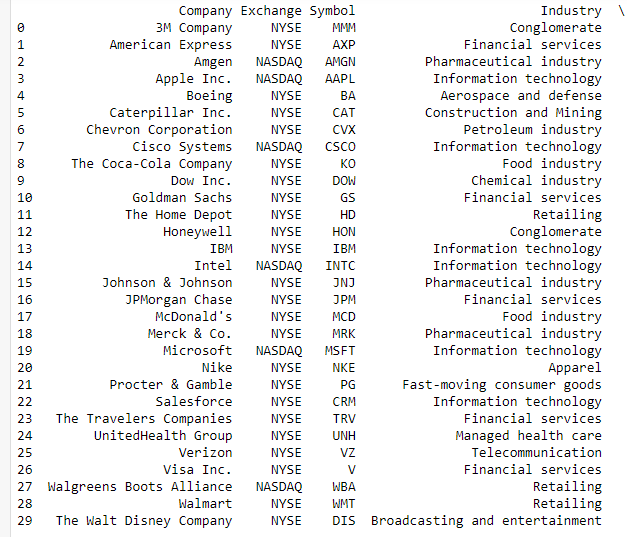 Company Exchange Symbol Industry \
0 3M Company NYSE MMM Conglomerate
1 American Express NYSE AXP Financial services
2 Amgen NASDAQ AMGN Pharmaceutical industry
3 Apple Inc. NASDAQ AAPL Information technology
4 Boeing NYSE BA Aerospace and defense
5 Caterpillar Inc. NYSE CAT Construction and Mining
6 Chevron Corporation NYSE CVX Petroleum industry
7 Cisco Systems NASDAQ CSCO Information technology
8 The Coca-Cola Company NYSE KO Food industry
9 Dow Inc. NYSE DOW Chemical industry
10 Goldman Sachs NYSE GS Financial services
11 The Home Depot NYSE HD Retailing
12 Honeywell NYSE HON Conglomerate
13 IBM NYSE IBM Information technology
14 Intel NASDAQ INTC Information technology
15 Johnson & Johnson NYSE JNJ Pharmaceutical industry
16 JPMorgan Chase NYSE JPM Financial services
17 McDonald's NYSE MCD Food industry
18 Merck & Co. NYSE MRK Pharmaceutical industry
19 Microsoft NASDAQ MSFT Information technology
20 Nike NYSE NKE Apparel
21 Procter & Gamble NYSE PG Fast-moving consumer goods
22 Salesforce NYSE CRM Information technology
23 The Travelers Companies NYSE TRV Financial services
24 UnitedHealth Group NYSE UNH Managed health care
25 Verizon NYSE VZ Telecommunication
26 Visa Inc. NYSE V Financial services
27 Walgreens Boots Alliance NASDAQ WBA Retailing
28 Walmart NYSE WMT Retailing
29 The Walt Disney Company NYSE DIS Broadcasting and entertainment